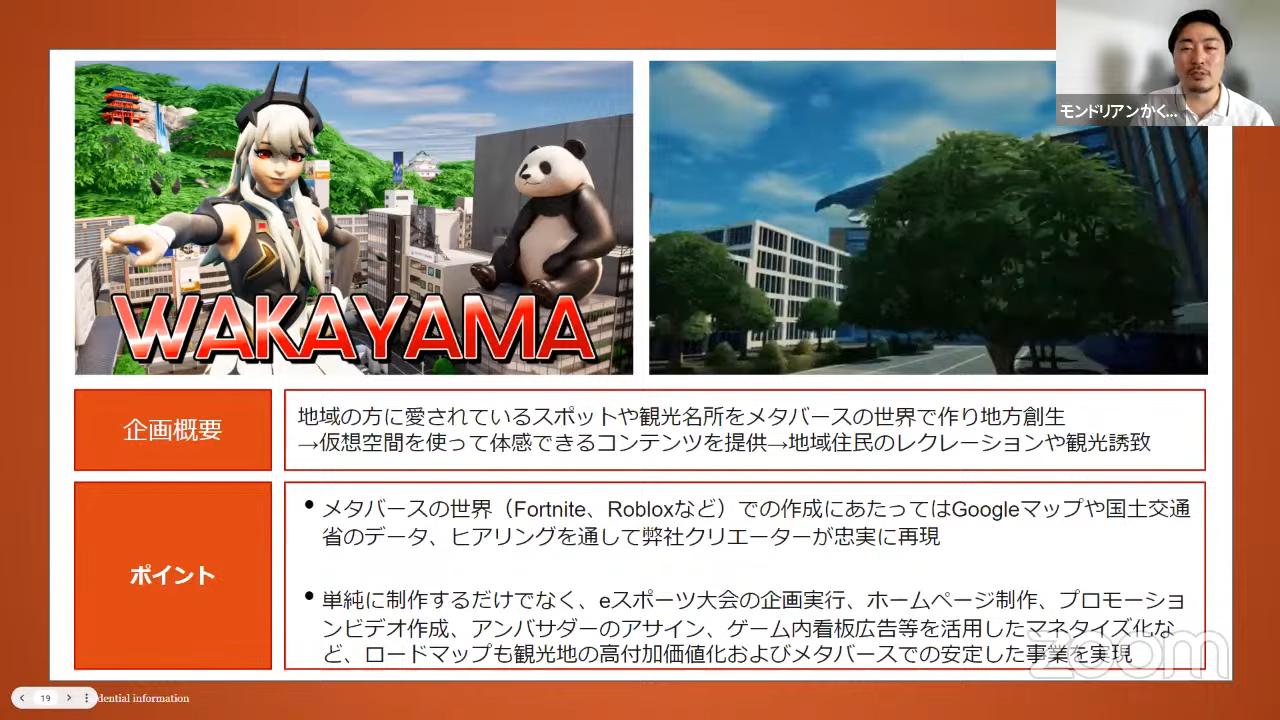 モンドリアンかく...
WAKAYAMA
企画概要
地域の方に愛されているスポットや観光名所をメタバースの世界で作り地方創生
→仮想空間を使って体感できるコンテンツを提供→地域住民のレクレーションや観光誘致
ポイント
• メタバースの世界（Fortnite、Robloxなど）での作成にあたってはGoogleマップや国土交通
省のデータ、ヒアリングを通して弊社クリエーターが忠実に再現
• 単純に制作するだけでなく、eスポーツ大会の企画実行、ホームページ制作、プロモーショ
ンビデオ作成、アンバサダーのアサイン、ゲーム内看板広告等を活用したマネタイズ化な
ど、ロードマップも観光地の高付加価値化およびメタバースでの安定した事業を実現
zoom
19
dential information